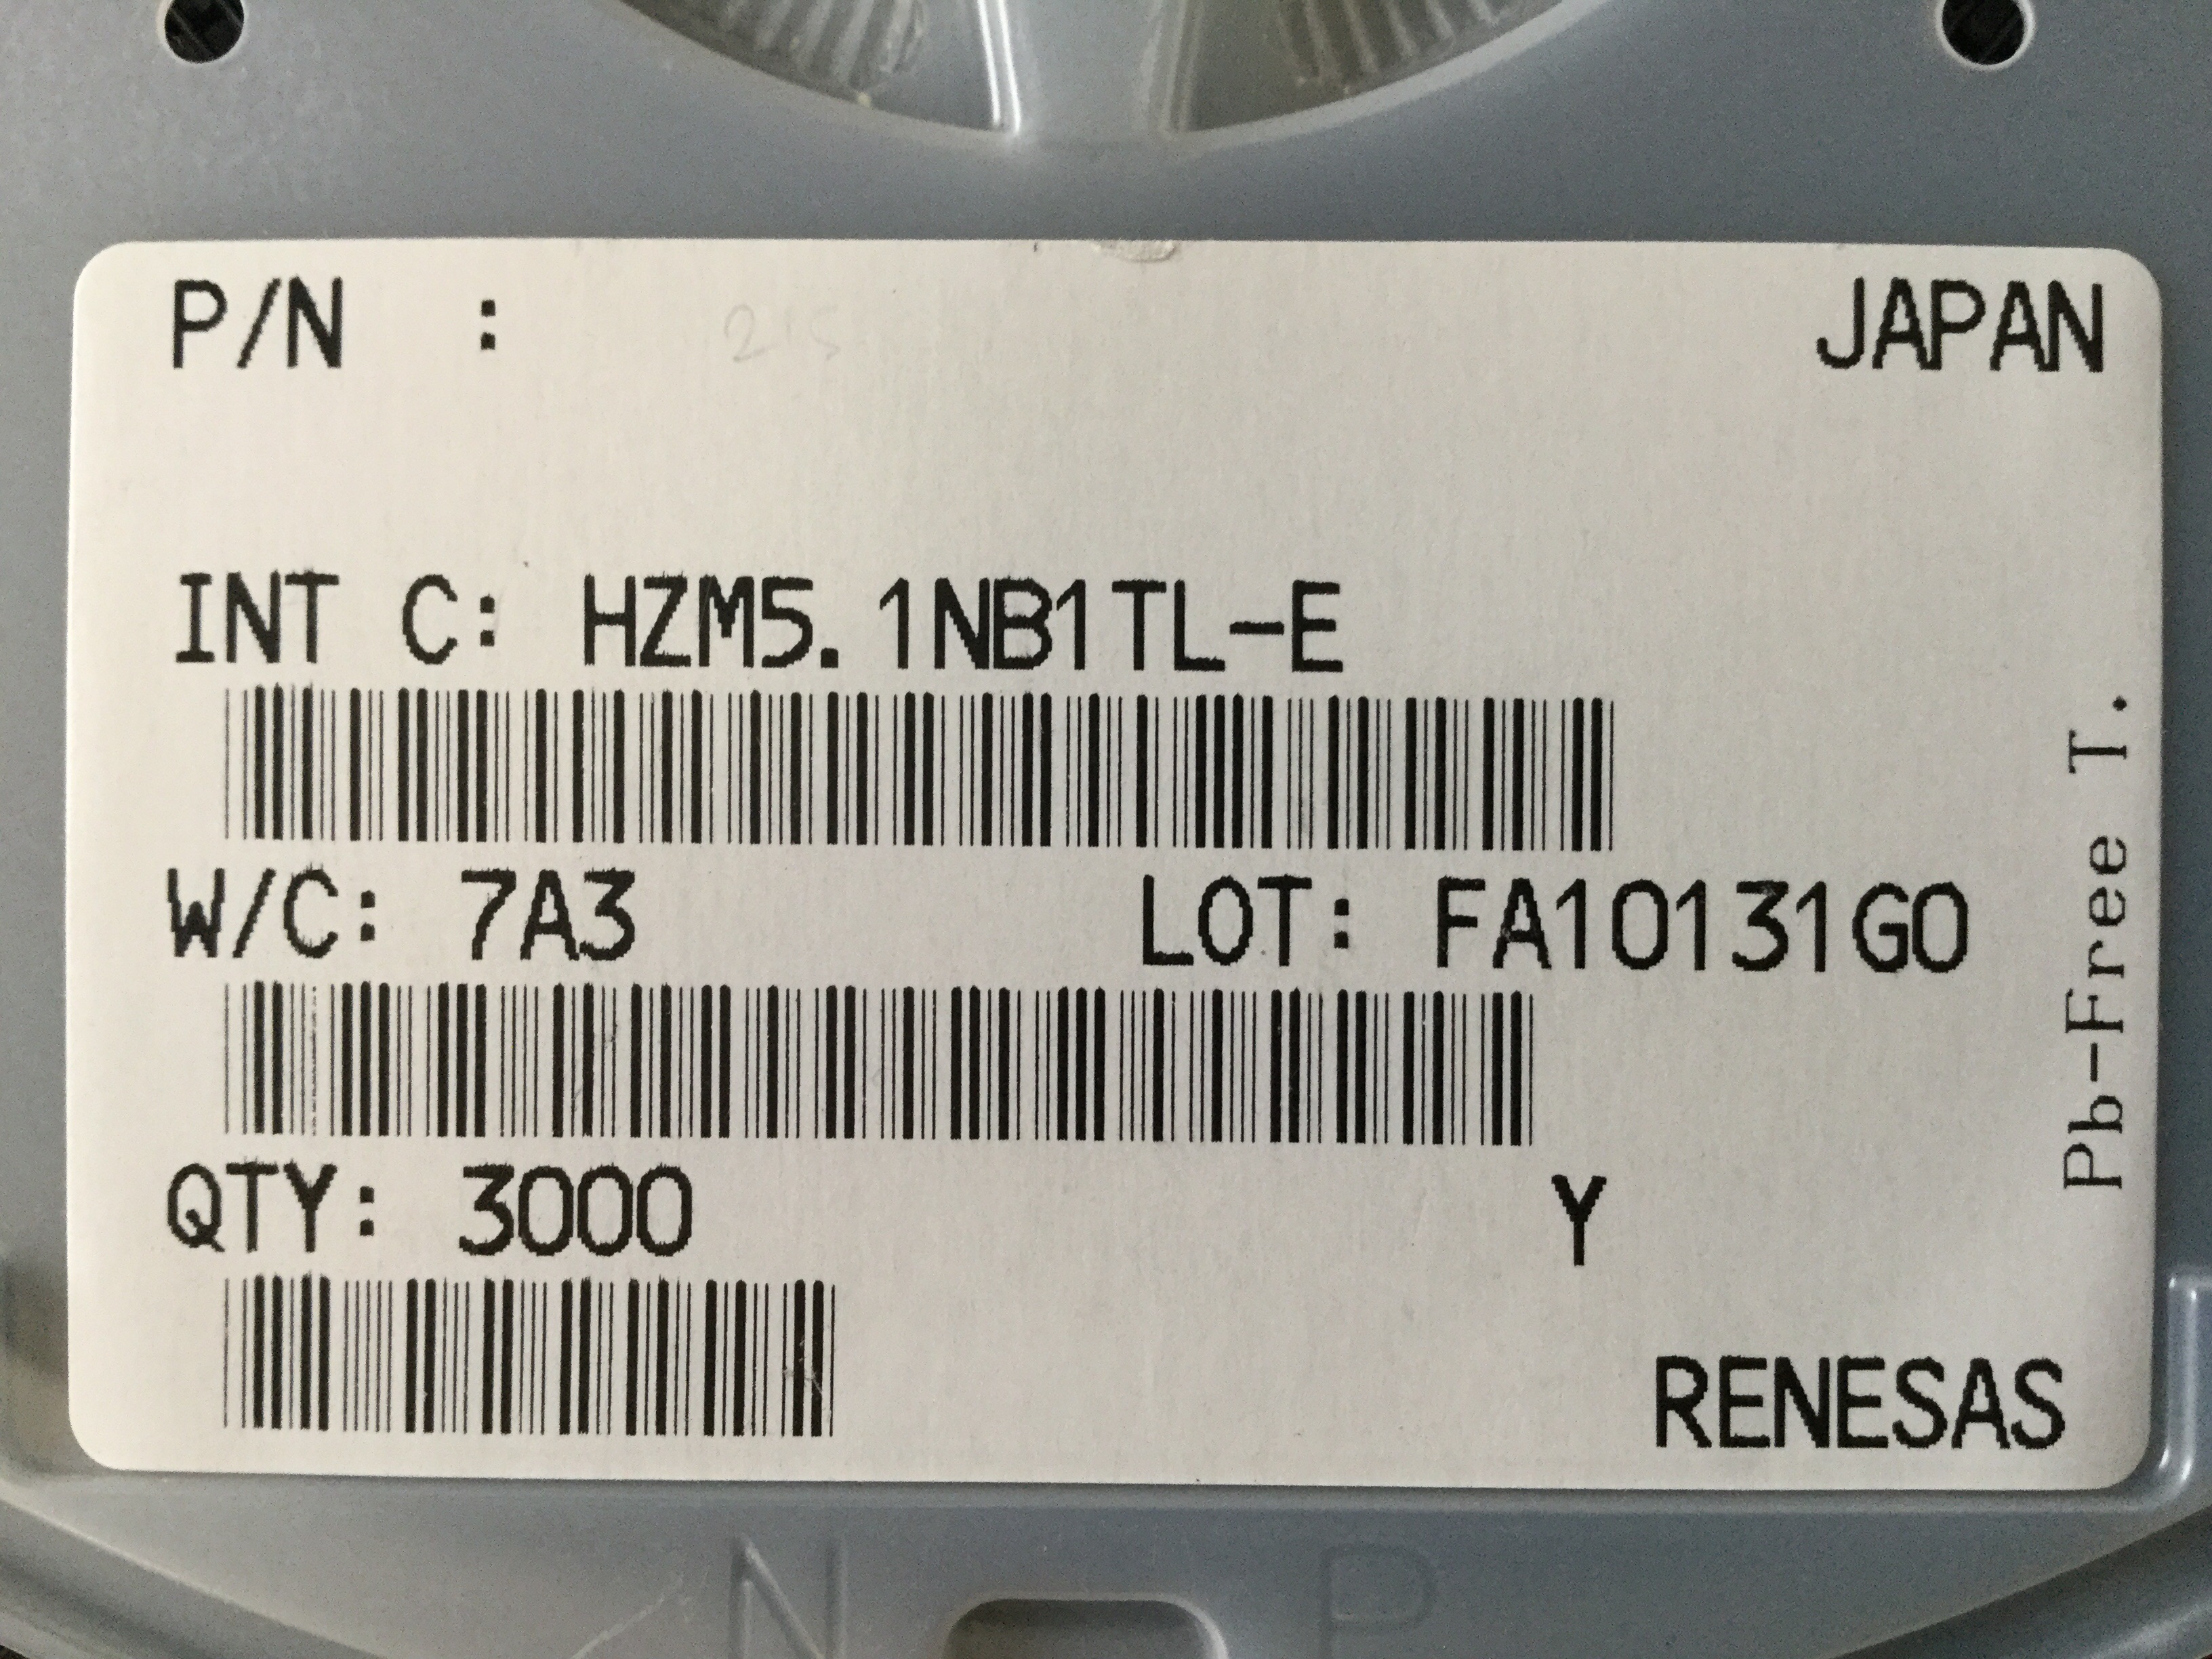 P/N : JAPAN
INT C: HZM5.1NB1TL-E
W/C: 7A3 LOT: FA10131G0
QTY: 3000 Y
RENESAS
Pb-Free T.
N P